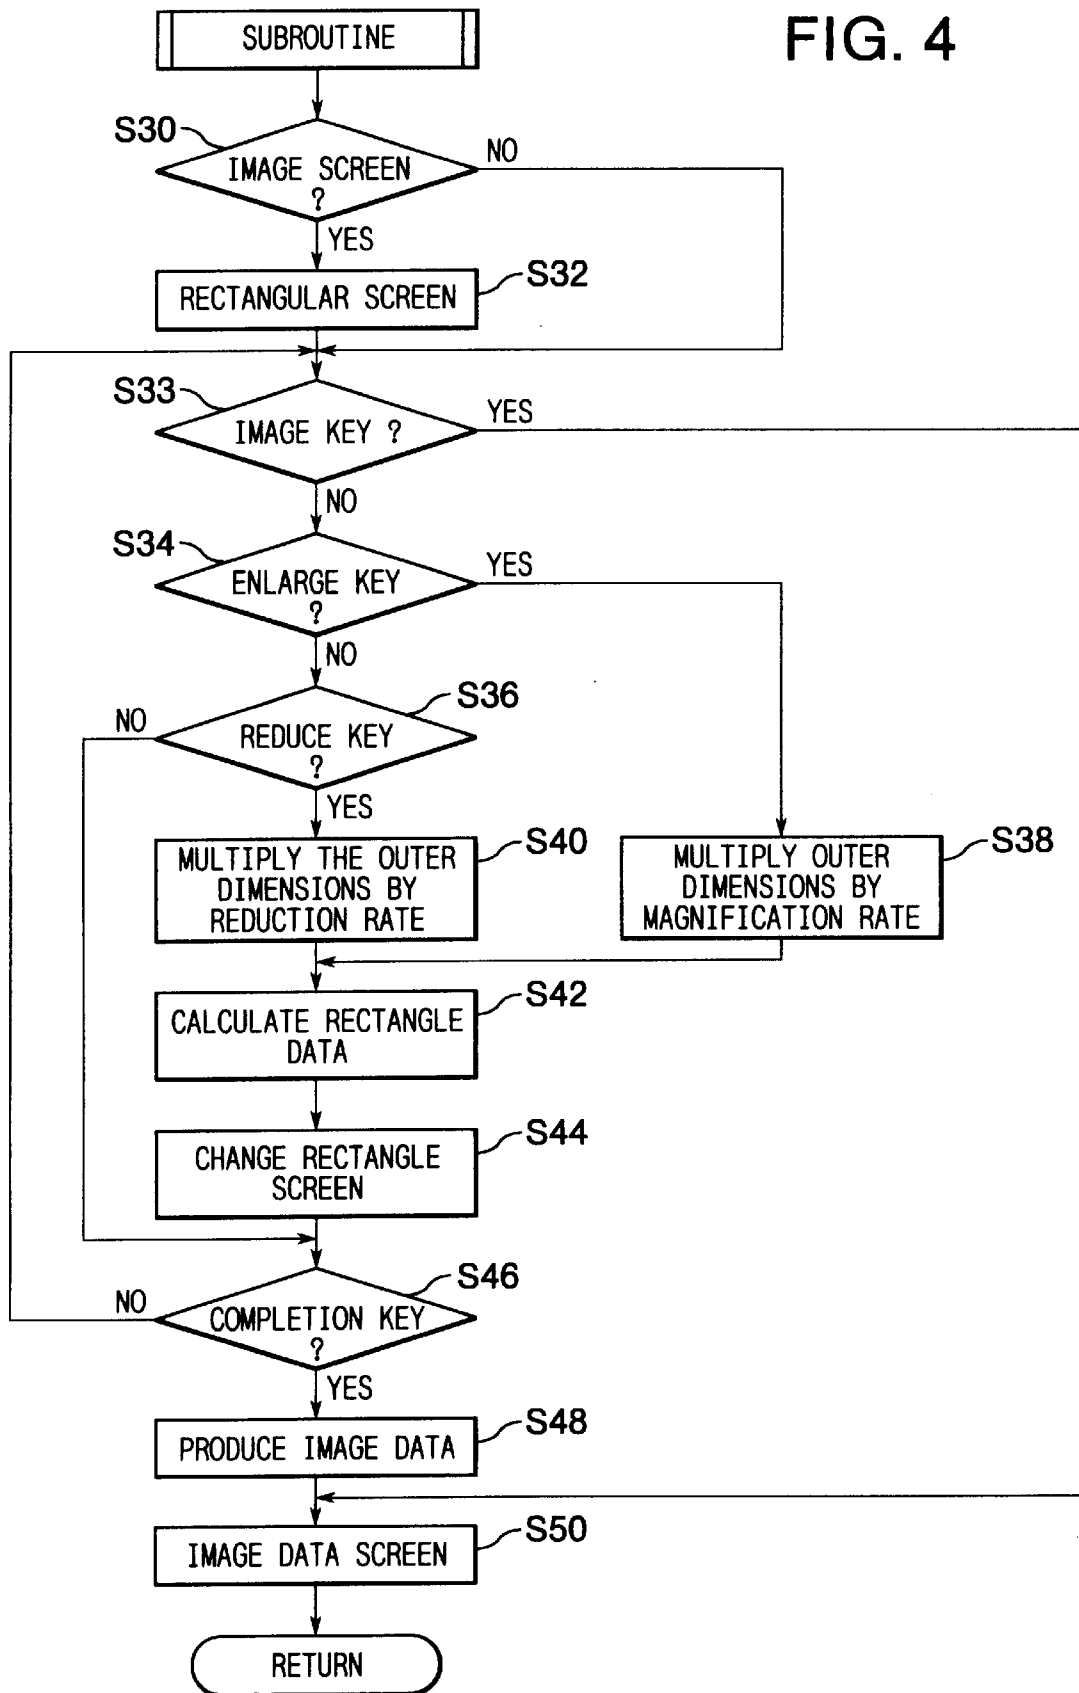 FIG. 4
SUBROUTINE
S30
IMAGE SCREEN
?
NO
YES
RECTANGULAR SCREEN
S32
S33
IMAGE KEY ?
YES
NO
S34
ENLARGE KEY
?
YES
NO
S36
REDUCE KEY
?
NO
YES
MULTIPLY THE OUTER
DIMENSIONS BY
REDUCTION RATE
S40
MULTIPLY OUTER
DIMENSIONS BY
MAGNIFICATION RATE
S38
CALCULATE RECTANGLE
DATA
S42
CHANGE RECTANGLE
SCREEN
S44
S46
COMPLETION KEY
?
NO
YES
PRODUCE IMAGE DATA
S48
IMAGE DATA SCREEN
S50
RETURN